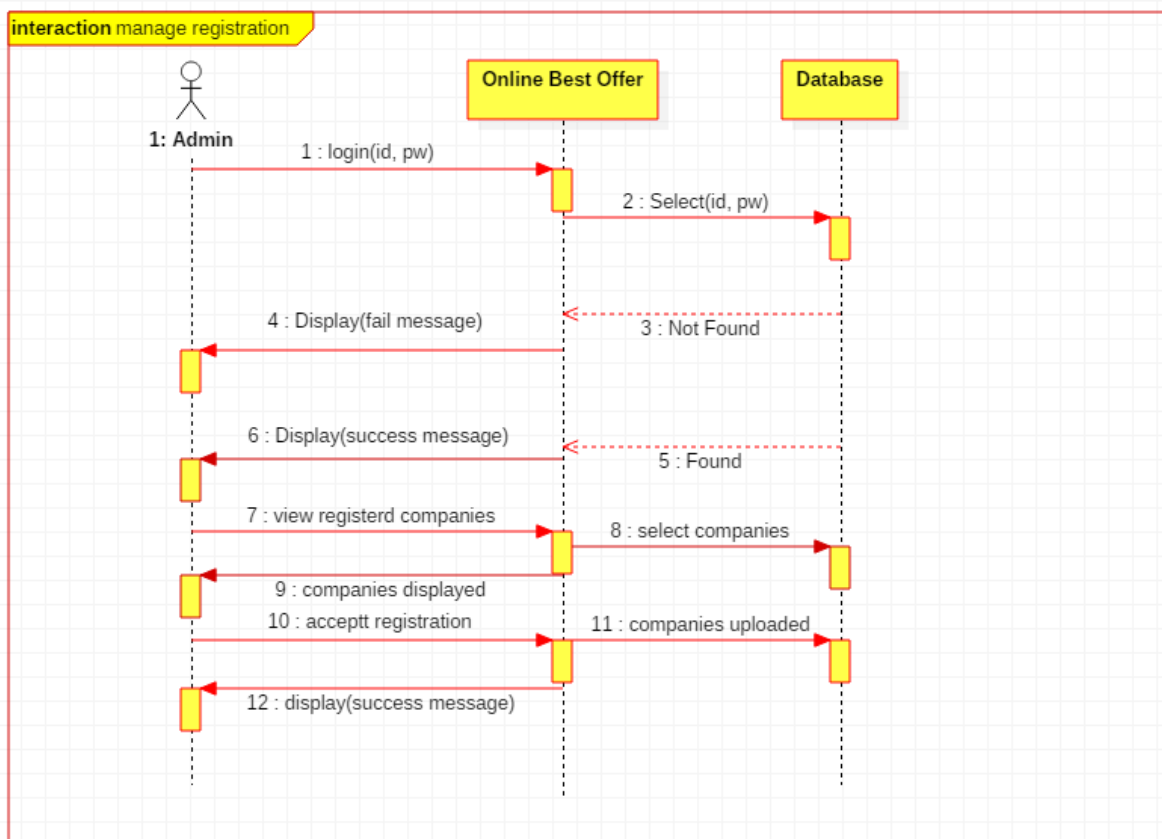 interaction manage registration
Online Best Offer
Database
1: Admin
1 : login(id, pw)
2 : Select(id, pw)
4 : Display(fail message)
3 : Not Found
6 : Display(success message)
5 : Found
7 : view registerd companies
8 : select companies
9 : companies displayed
10 : acceptt registration
11 : companies uploaded
12 : display(success message)